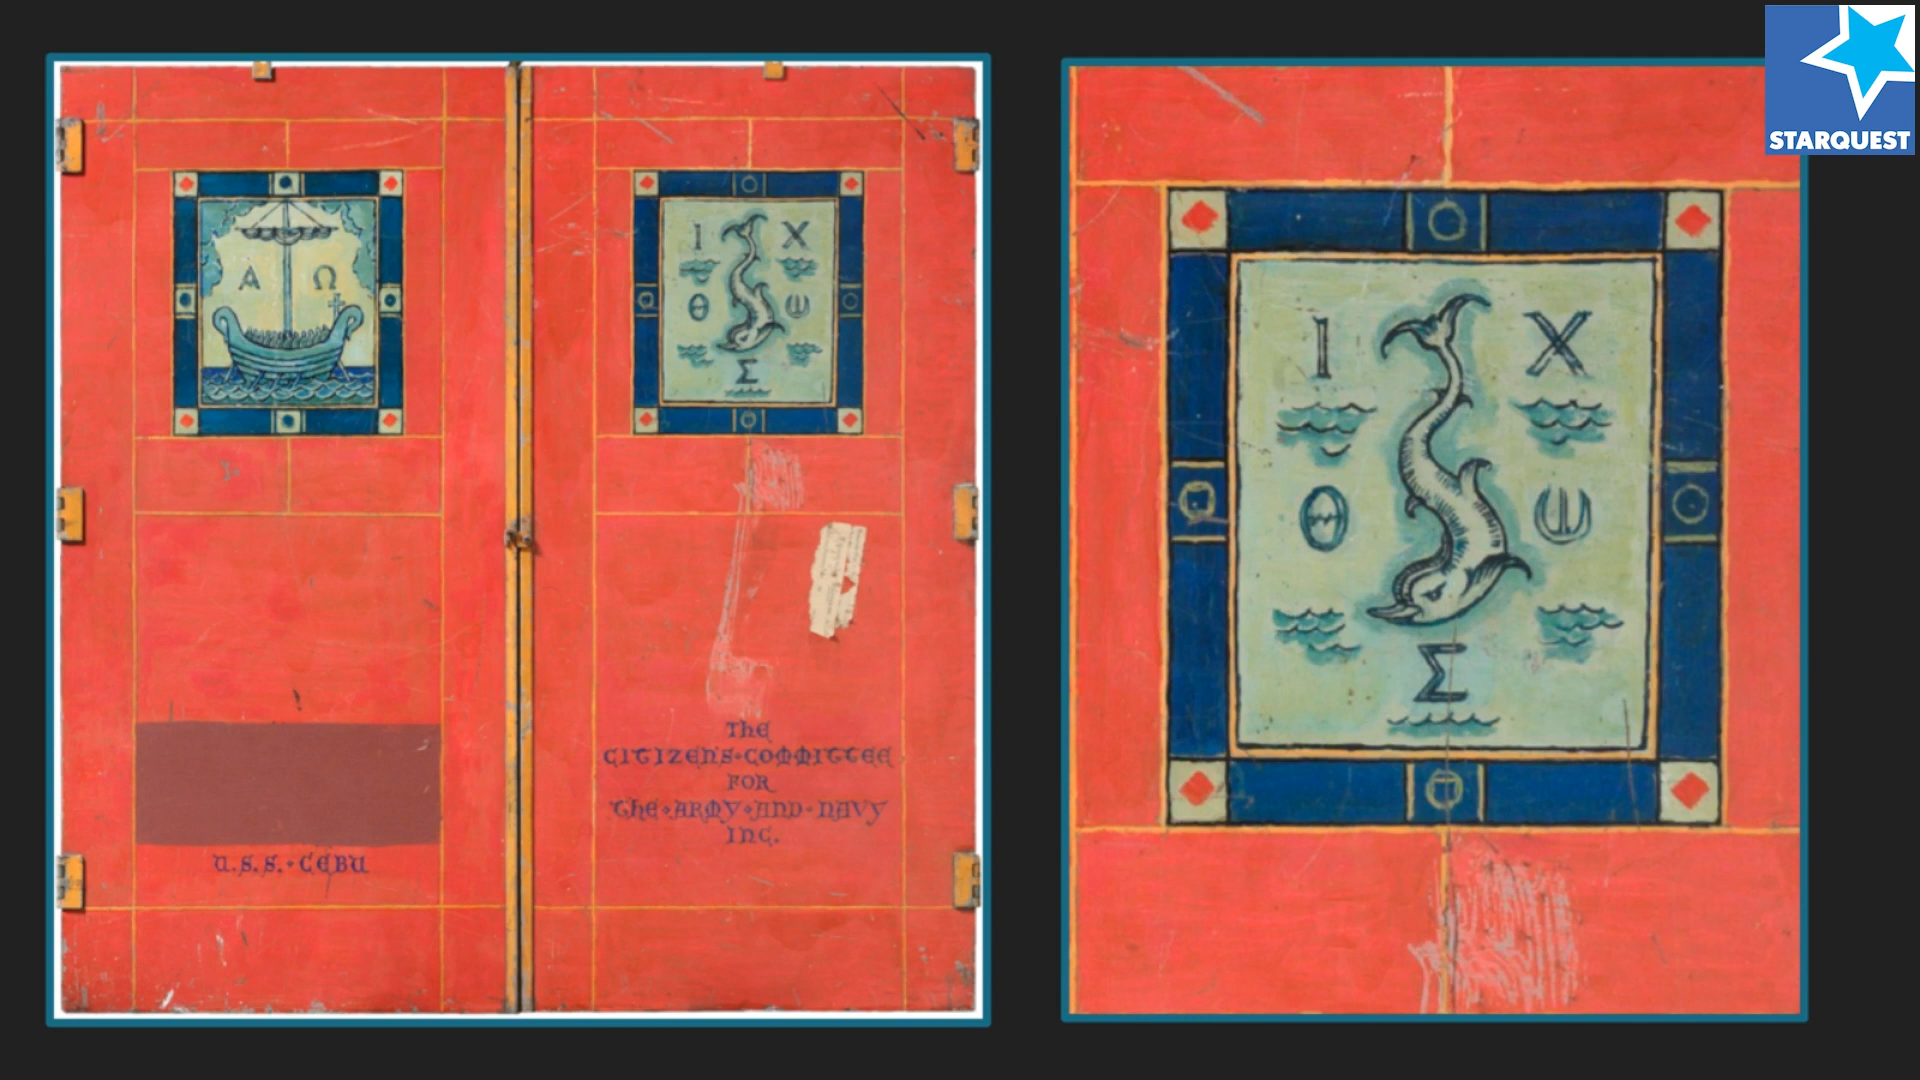 STARQUEST
Α Ω
U.S.S. CEBU
I X
Θ Ѡ
Σ
THE
CITIZENS·COMMITTEE
FOR
THE·ARMY·AND·NAVY
INC.
I X
Θ Ѡ
Σ